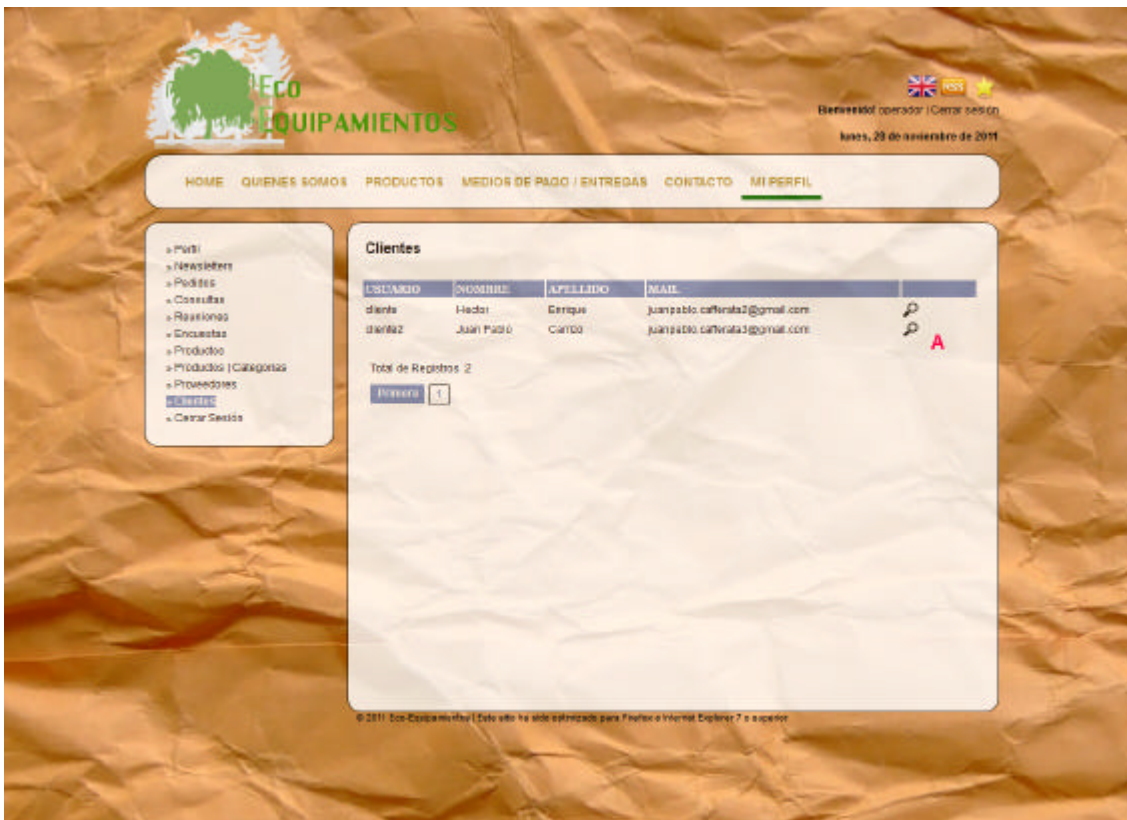 ECO
EQUIPAMIENTOS
RSS
Bienvenido! operador | Cerrar sesión
lunes, 28 de noviembre de 2011
HOME QUIENES SOMOS PRODUCTOS MEDIOS DE PAGO / ENTREGAS CONTACTO MI PERFIL
» Perfil
» Newsletters
» Pedidos
» Consultas
» Reuniones
» Encuestas
» Productos
» Productos | Categorias
» Proveedores
» Clientes
» Cerrar Sesión
Clientes
USUARIO NOMBRE APELLIDO MAIL
cliente Hector Enrique juanpablo.cafferata2@gmail.com
cliente2 Juan Pablo Carrizo juanpablo.cafferata3@gmail.com
A
Total de Registros 2
Primera 1
© 2011 Eco-Equipamientos | Este sitio ha sido optimizado para Firefox e Internet Explorer 7 o superior